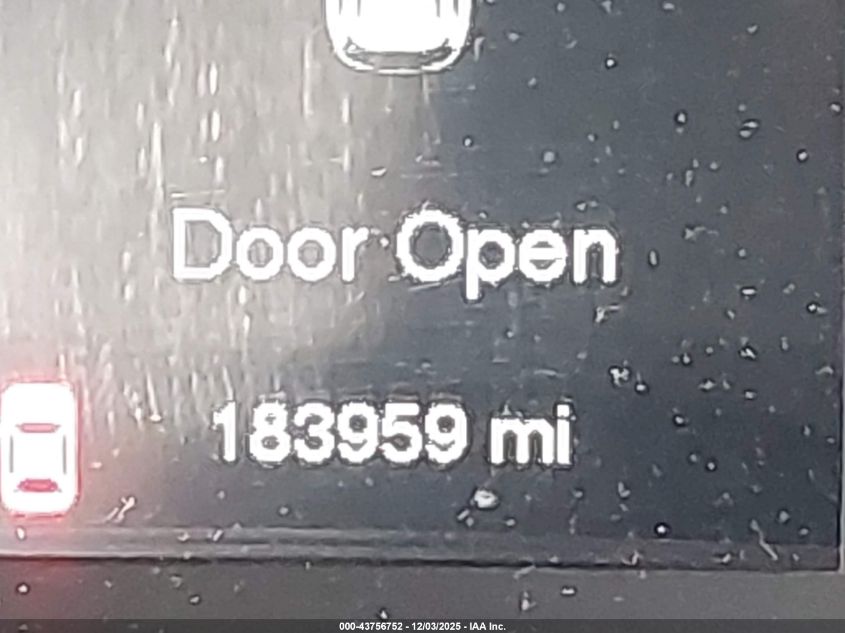 Door Open
183959 mi
000-43756752 - 12/03/2025 - IAA Inc.